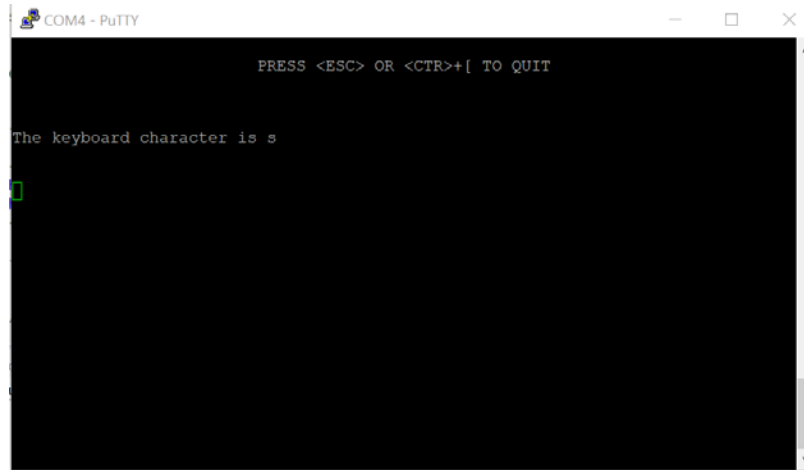 COM4 - PuTTY
PRESS <ESC> OR <CTR>+[ TO QUIT
The keyboard character is s